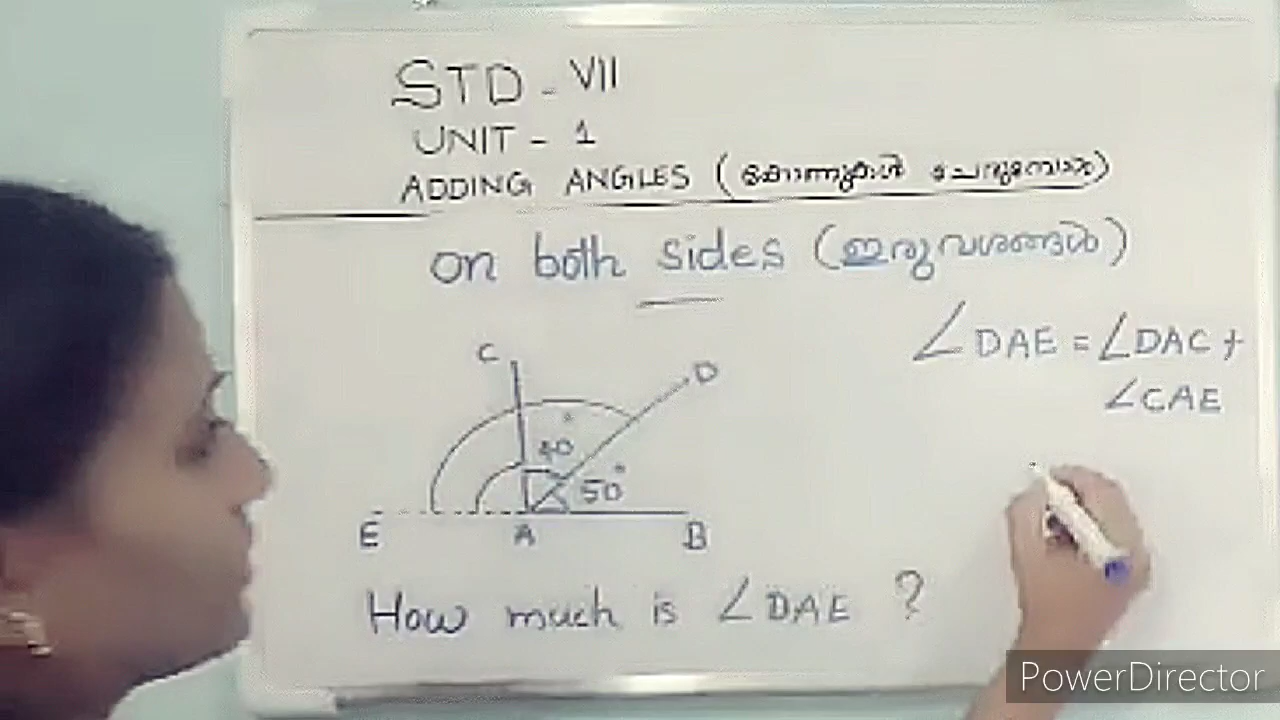 STD - VII
UNIT - 1
ADDING ANGLES (കോണുകൾ ചേരുമ്പോൾ)
on both sides (ഇരുവശങ്ങൾ)
∠DAE = ∠DAC +
∠CAE
C
D
40°
50°
E A B
How much is ∠DAE ?
PowerDirector